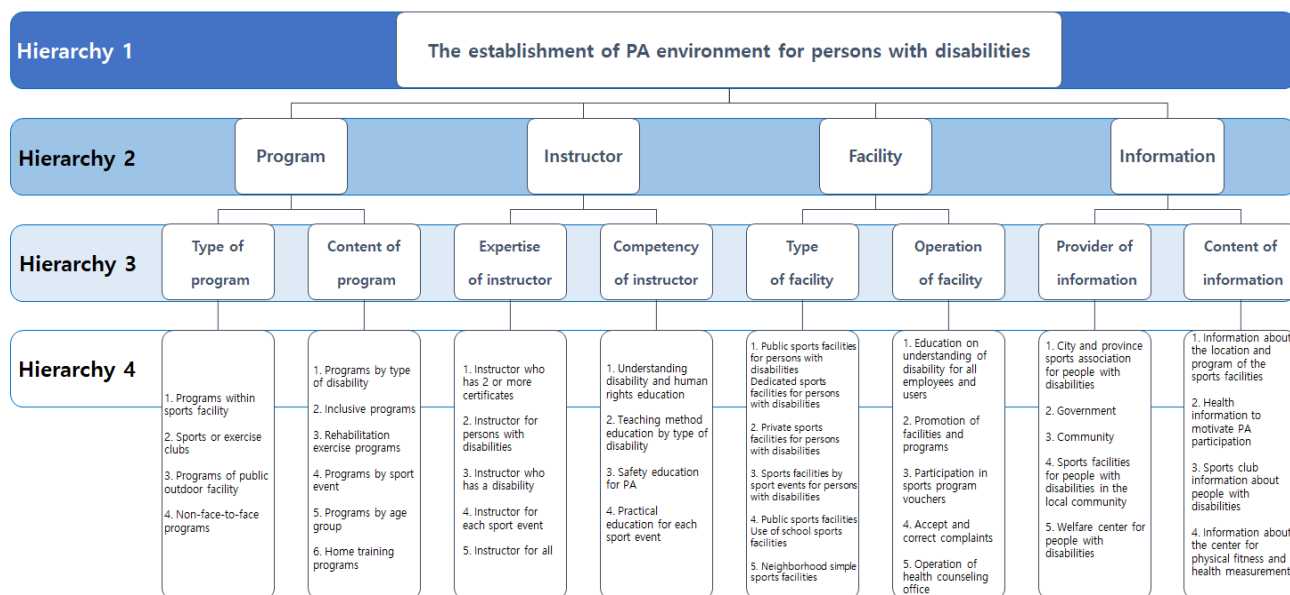 Hierarchy 1
The establishment of PA environment for persons with disabilities
Hierarchy 2
Program
Instructor
Facility
Information
Hierarchy 3
Type of
program
Content of
program
Expertise
of instructor
Competency
of instructor
Type
of facility
Operation
of facility
Provider of
information
Content of
information
Hierarchy 4
1. Programs within
sports facility
2. Sports or exercise
clubs
3. Programs of public
outdoor facility
4. Non-face-to-face
programs
1. Programs by type
of disability
2. Inclusive programs
3. Rehabilitation
exercise programs
4. Programs by sport
event
5. Programs by age
group
6. Home training
programs
1. Instructor who
has 2 or more
certificates
2. Instructor for
persons with
disabilities
3. Instructor who
has a disability
4. Instructor for
each sport event
5. Instructor for all
1. Understanding
disability and human
rights education
2. Teaching method
education by type of
disability
3. Safety education
for PA
4. Practical
education for each
sport event
1. Public sports facilities
for persons with
disabilities
Dedicated sports
facilities for persons
with disabilities
2. Private sports
facilities for persons
with disabilities
3. Sports facilities by
sport events for persons
with disabilities
4. Public sports facilities
Use of school sports
facilities
5. Neighborhood simple
sports facilities
1. Education on
understanding of
disability for all
employees and
users
2. Promotion of
facilities and
programs
3. Participation in
sports program
vouchers
4. Accept and
correct complaints
5. Operation of
health counseling
office
1. City and province
sports association
for people with
disabilities
2. Government
3. Community
4. Sports facilities
for people with
disabilities in the
local community
5. Welfare center for
people with
disabilities
1. Information about
the location and
program of the
sports facilities
2. Health
information to
motivate PA
participation
3. Sports club
information about
people with
disabilities
4. Information about
the center for
physical fitness and
health measurement